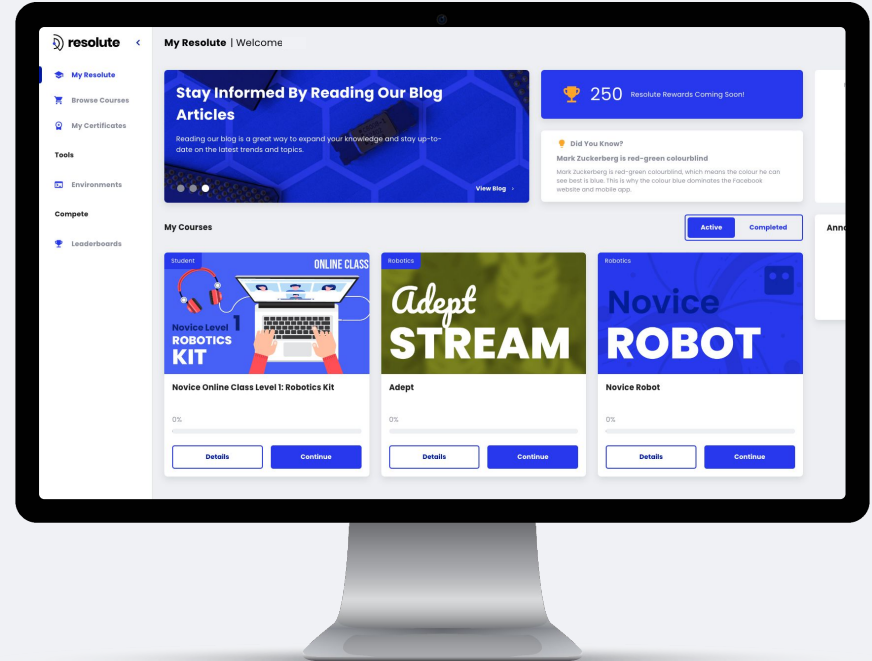 resolute
My Resolute | Welcome
My Resolute
Browse Courses
My Certificates
Tools
Environments
Compete
Leaderboards
Stay Informed By Reading Our Blog
Articles
Reading our blog is a great way to expand your knowledge and stay up-to-
date on the latest trends and topics.
View Blog
250 Resolute Rewards Coming Soon!
Did You Know?
Mark Zuckerberg is red-green colourblind
Mark Zuckerberg is red-green colourblind, which means the colour he can
see best is blue. This is why the colour blue dominates the Facebook
website and mobile app.
My Courses
Active
Completed
Student
ONLINE CLASS
Novice Level 1
ROBOTICS
KIT
Novice Online Class Level 1: Robotics Kit
0%
Details
Continue
Robotics
Adept
STREAM
Adept
0%
Details
Continue
Robotics
Novice
ROBOT
Novice Robot
0%
Details
Continue